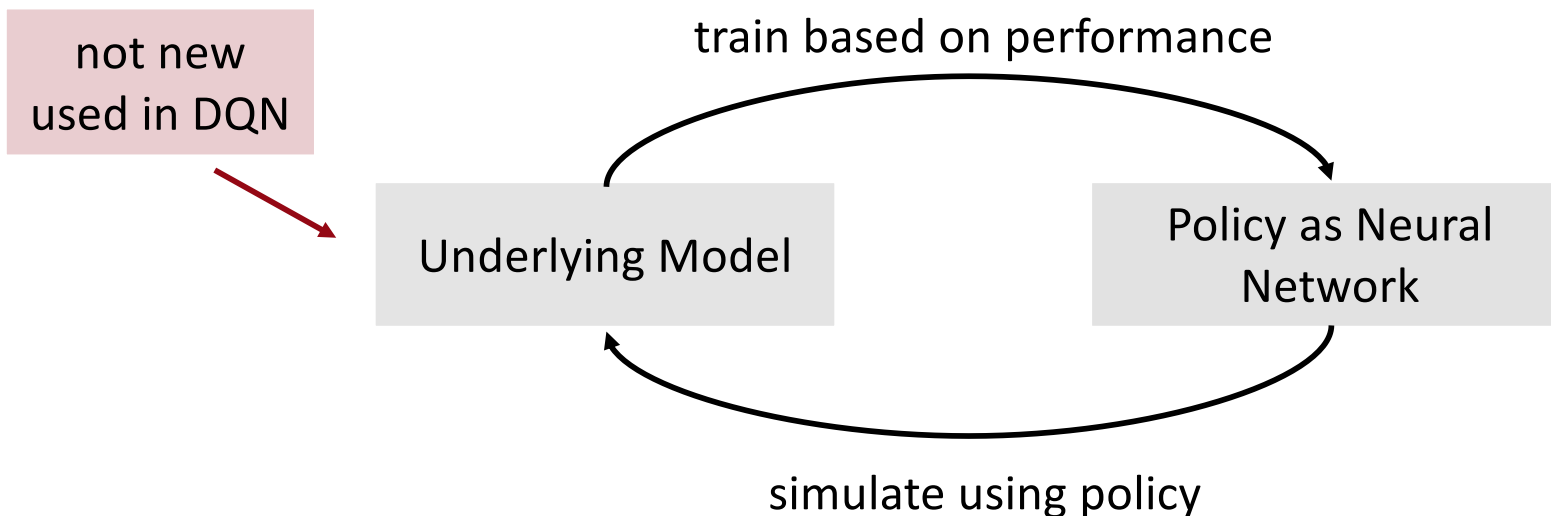 not new
used in DQN
train based on performance
Underlying Model
Policy as Neural
Network
simulate using policy